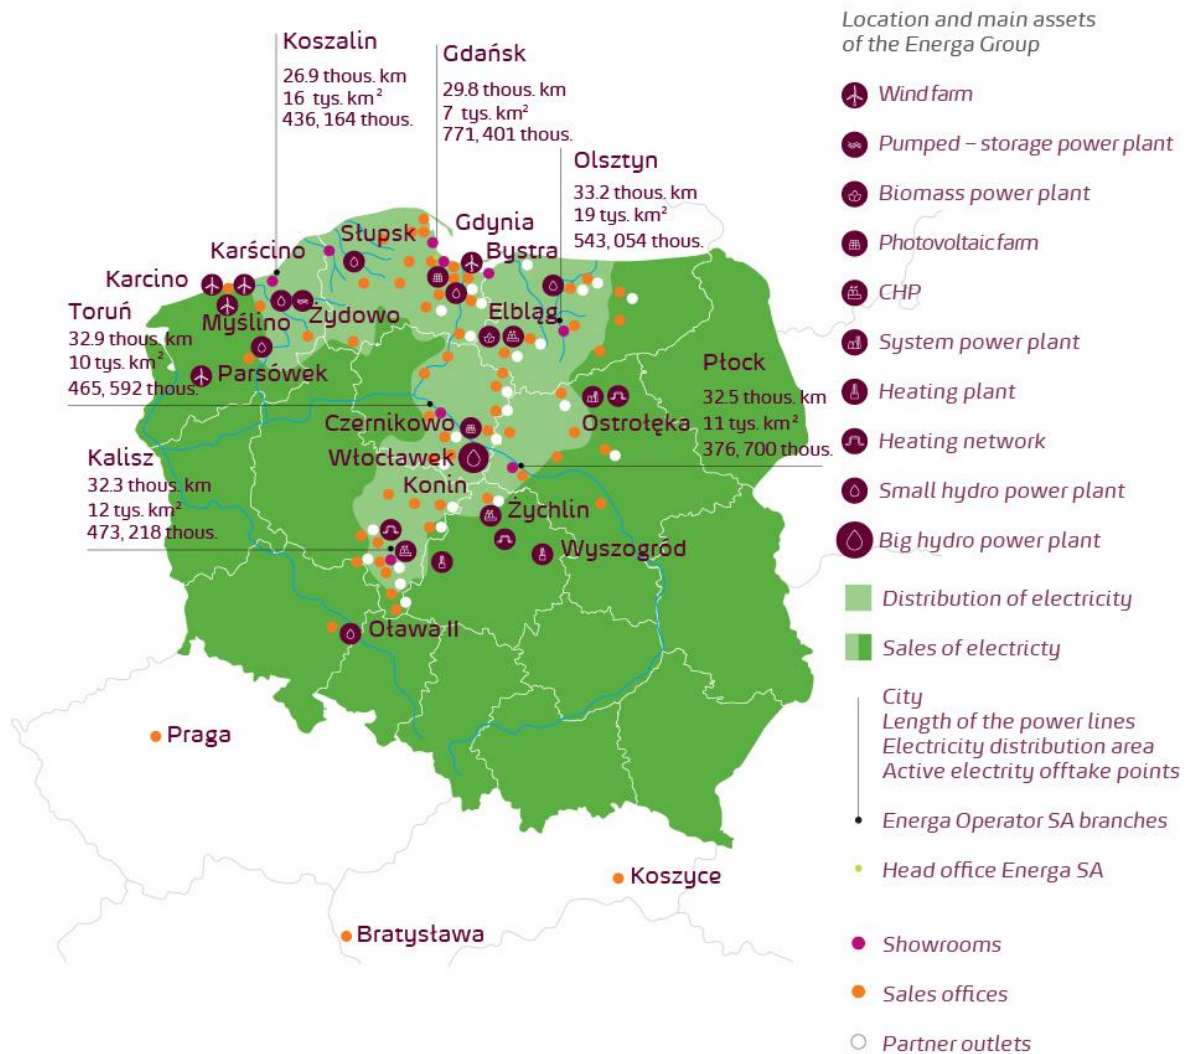 Location and main assets
of the Energa Group
Koszalin
26.9 thous. km
16 tys. km²
436, 164 thous.
Gdańsk
29.8 thous. km
7 tys. km²
771, 401 thous.
Olsztyn
33.2 thous. km
19 tys. km²
543, 054 thous.
Gdynia
Słupsk
Bystra
Karścino
Karcino
Toruń
32.9 thous. km
10 tys. km²
465, 592 thous.
Myślino
Żydowo
Elbląg
Parsówek
Płock
32.5 thous. km
11 tys. km²
376, 700 thous.
Czernikowo
Ostrołęka
Włocławek
Kalisz
32.3 thous. km
12 tys. km²
473, 218 thous.
Konin
Żychlin
Wyszogród
Oława II
Praga
Koszyce
Bratysława
Wind farm
Pumped – storage power plant
Biomass power plant
Photovoltaic farm
CHP
System power plant
Heating plant
Heating network
Small hydro power plant
Big hydro power plant
Distribution of electricity
Sales of electricty
City
Length of the power lines
Electricity distribution area
Active electrity offtake points
Energa Operator SA branches
Head office Energa SA
Showrooms
Sales offices
Partner outlets